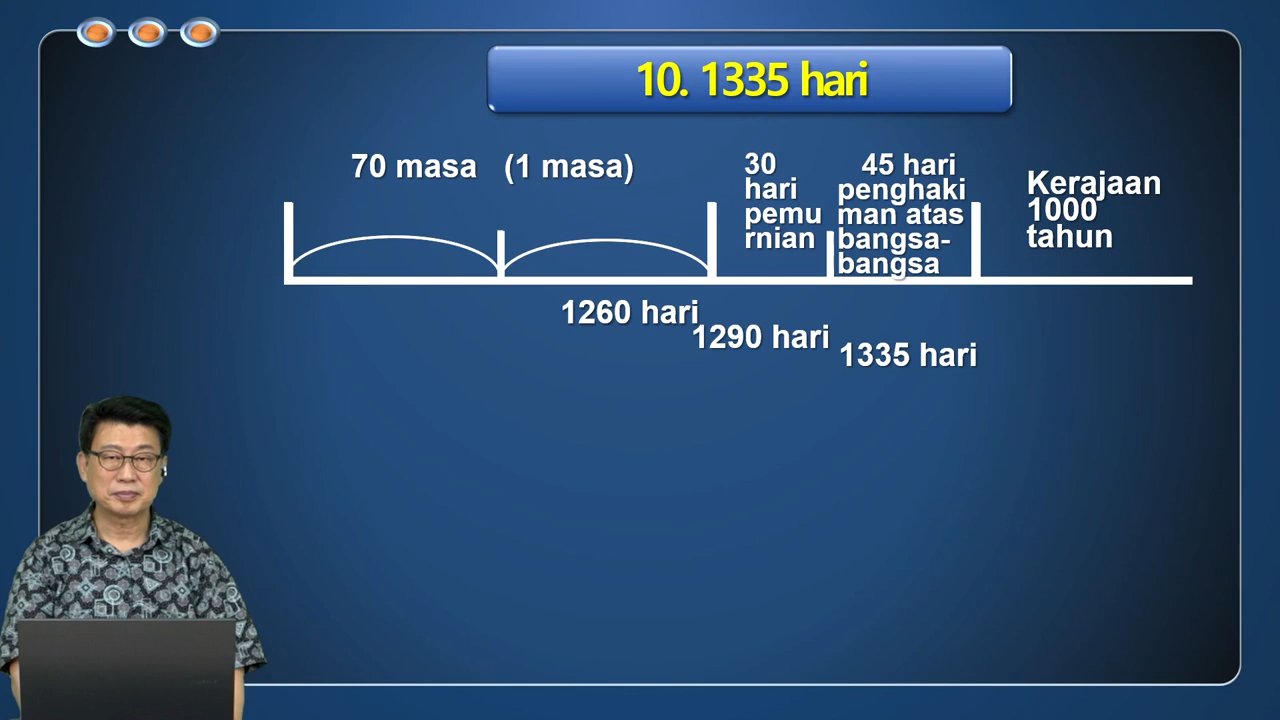 10. 1335 hari
70 masa (1 masa)
30
hari
pemu
rnian
45 hari
penghaki
man atas
bangsa-
bangsa
Kerajaan
1000
tahun
1260 hari
1290 hari
1335 hari